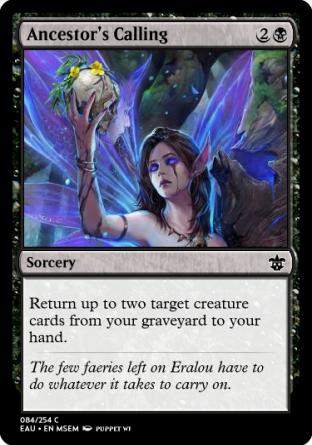 Ancestor's Calling 2
Sorcery
Return up to two target creature
cards from your graveyard to your
hand.
The few faeries left on Eralou have to
do whatever it takes to carry on.
084/254 C
EAU • EN MSEM PUPPET WI